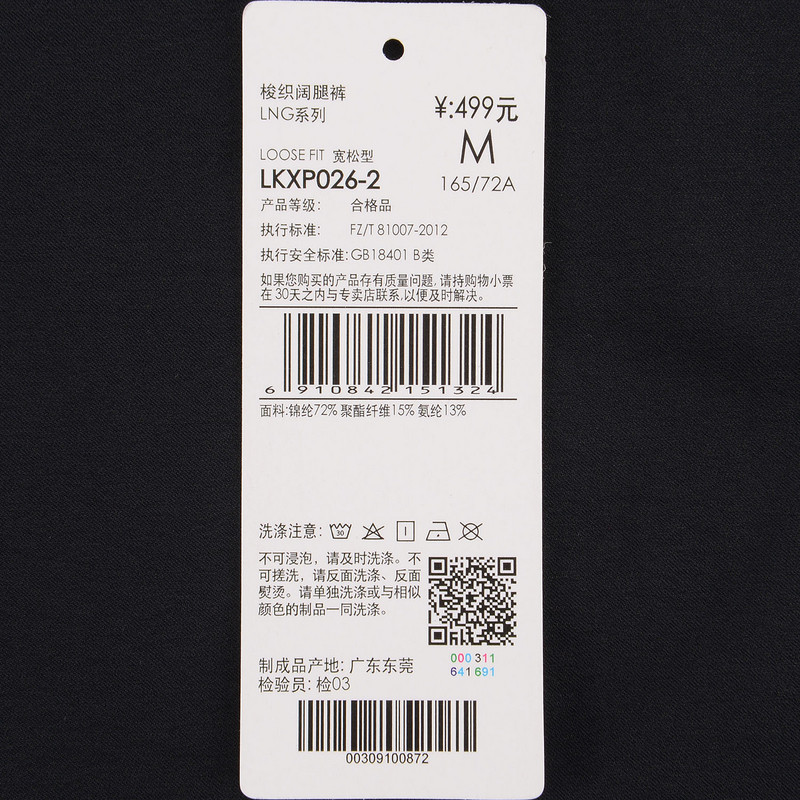 梭织阔腿裤
LNG系列
¥:499元
M
165/72A
LOOSE FIT 宽松型
LKXP026-2
产品等级: 合格品
执行标准: FZ/T 81007-2012
执行安全标准:GB18401 B类
如果您购买的产品存有质量问题,请持购物小票
在30天之内与专卖店联系,以便及时解决。
6 910842 151324
面料:锦纶72% 聚酯纤维15% 氨纶13%
洗涤注意: 30
不可浸泡，请及时洗涤。不
可搓洗，请反面洗涤、反面
熨烫。请单独洗涤或与相似
颜色的制品一同洗涤。
000 311
641 691
制成品产地: 广东东莞
检验员: 检03
00309100872